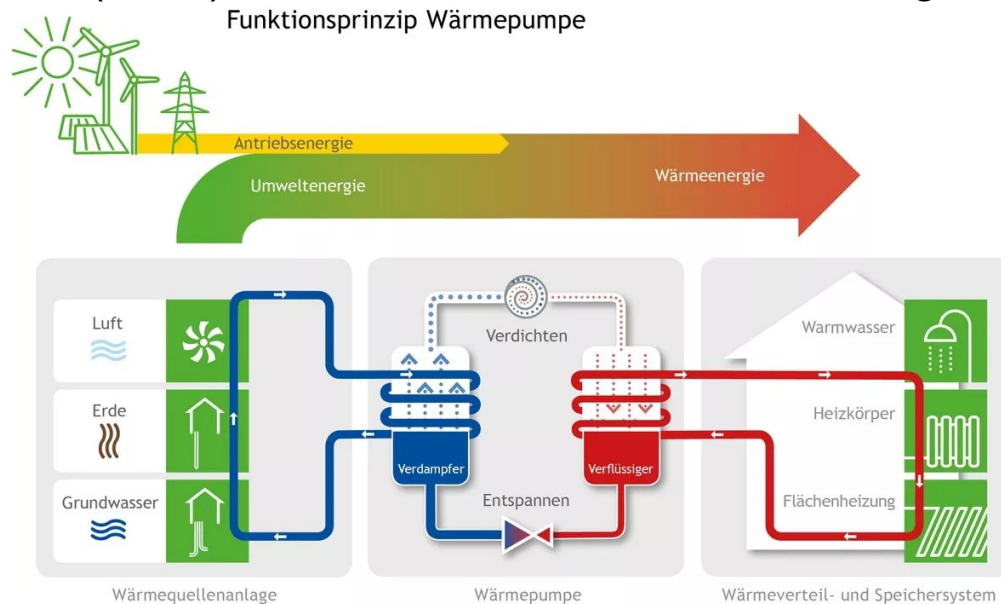 Funktionsprinzip Wärmepumpe
Antriebsenergie
Umweltenergie
Wärmeenergie
Luft
Erde
Grundwasser
Verdichten
Verdampfer
Verflüssiger
Entspannen
Warmwasser
Heizkörper
Flächenheizung
Wärmequellenanlage
Wärmepumpe
Wärmeverteil- und Speichersystem